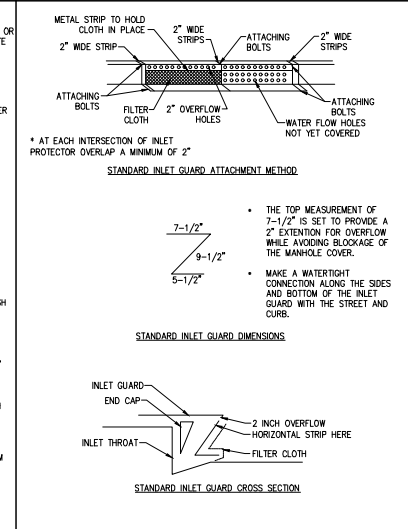 OR
TE
ER
SH
M
METAL STRIP TO HOLD
CLOTH IN PLACE
2" WIDE STRIP
2" WIDE
STRIPS
ATTACHING
BOLTS
2" WIDE
STRIPS
ATTACHING
BOLTS
FILTER
CLOTH
2" OVERFLOW
HOLES
ATTACHING
BOLTS
WATER FLOW HOLES
NOT YET COVERED
* AT EACH INTERSECTION OF INLET
PROTECTOR OVERLAP A MINIMUM OF 2"
STANDARD INLET GUARD ATTACHMENT METHOD
7-1/2"
9-1/2"
5-1/2"
• THE TOP MEASUREMENT OF
7-1/2" IS SET TO PROVIDE A
2" EXTENTION FOR OVERFLOW
WHILE AVOIDING BLOCKAGE OF
THE MANHOLE COVER.
• MAKE A WATERTIGHT
CONNECTION ALONG THE SIDES
AND BOTTOM OF THE INLET
GUARD WITH THE STREET AND
CURB.
STANDARD INLET GUARD DIMENSIONS
INLET GUARD
END CAP
INLET THROAT
2 INCH OVERFLOW
HORIZONTAL STRIP HERE
FILTER CLOTH
STANDARD INLET GUARD CROSS SECTION